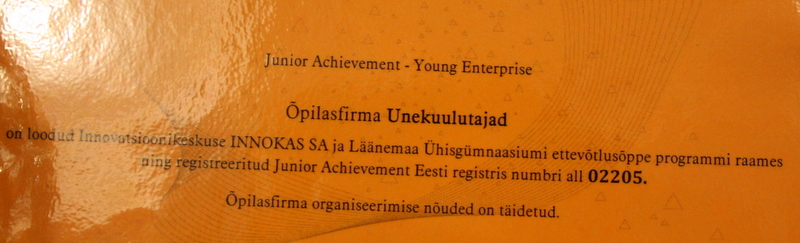 Junior Achievement - Young Enterprise
Õpilasfirma Unekuulutajad
on loodud Innovatsioonikeskuse INNOKAS SA ja Läänemaa Ühisgümnaasiumi ettevõtlusõppe programmi raames
ning registreeritud Junior Achievement Eesti registris numbri all 02205.
Õpilasfirma organiseerimise nõuded on täidetud.